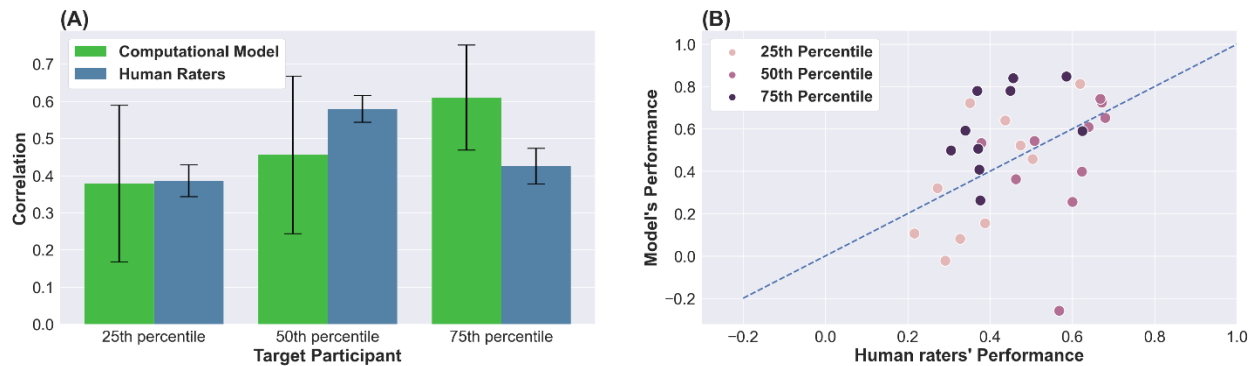 (A)
Computational Model
Human Raters
0.7
0.6
0.5
0.4
0.3
0.2
0.1
0.0
Correlation
25th percentile
50th percentile
75th percentile
Target Participant
(B)
25th Percentile
50th Percentile
75th Percentile
1.0
0.8
0.6
0.4
0.2
0.0
−0.2
Model's Performance
−0.2
0.0
0.2
0.4
0.6
0.8
1.0
Human raters' Performance